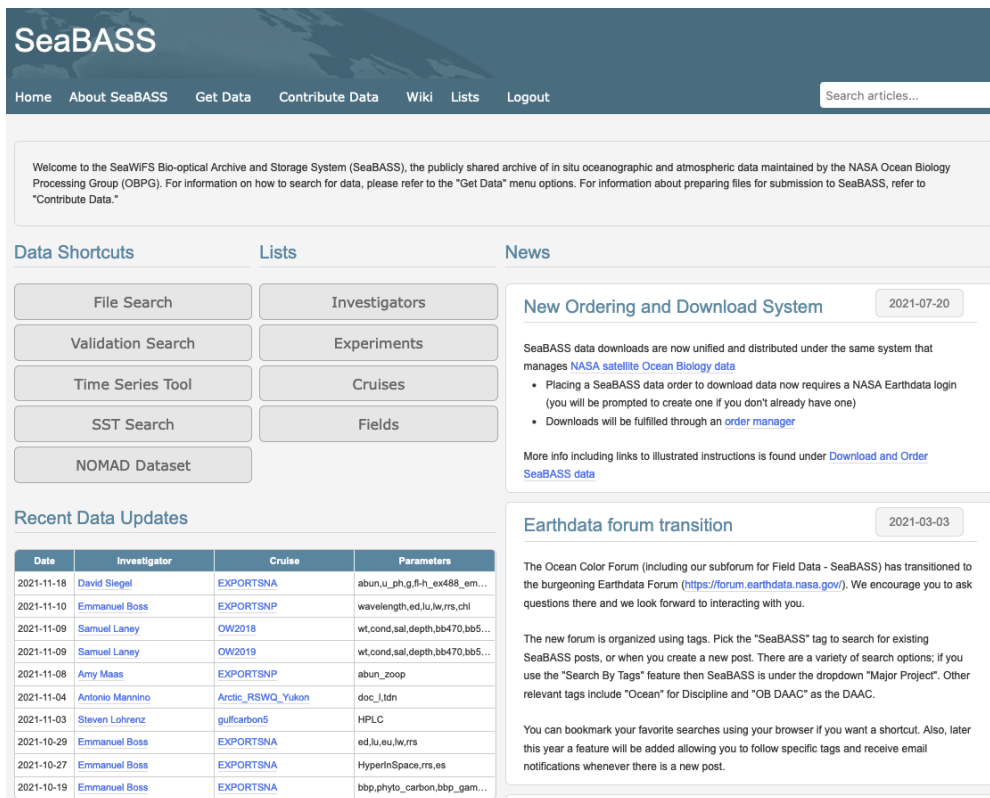 SeaBASS
Home About SeaBASS Get Data Contribute Data Wiki Lists Logout Search articles...
Welcome to the SeaWiFS Bio-optical Archive and Storage System (SeaBASS), the publicly shared archive of in situ oceanographic and atmospheric data maintained by the NASA Ocean Biology
Processing Group (OBPG). For information on how to search for data, please refer to the "Get Data" menu options. For information about preparing files for submission to SeaBASS, refer to
"Contribute Data."
Data Shortcuts
File Search
Validation Search
Time Series Tool
SST Search
NOMAD Dataset
Lists
Investigators
Experiments
Cruises
Fields
Recent Data Updates
Date Investigator Cruise Parameters
2021-11-18 David Siegel EXPORTSNA abun,u_ph,g,fl-h_ex488_em...
2021-11-10 Emmanuel Boss EXPORTSNP wavelength,ed,lu,lw,rrs,chl
2021-11-09 Samuel Laney OW2018 wt,cond,sal,depth,bb470,bb5...
2021-11-09 Samuel Laney OW2019 wt,cond,sal,depth,bb470,bb5...
2021-11-08 Amy Maas EXPORTSNP abun_zoop
2021-11-04 Antonio Mannino Arctic_RSWQ_Yukon doc_l,tdn
2021-11-03 Steven Lohrenz gulfcarbon5 HPLC
2021-10-29 Emmanuel Boss EXPORTSNA ed,lu,eu,lw,rrs
2021-10-27 Emmanuel Boss EXPORTSNA HyperInSpace,rrs,es
2021-10-19 Emmanuel Boss EXPORTSNA bbp,phyto_carbon,bbp_gam...
News
New Ordering and Download System 2021-07-20
SeaBASS data downloads are now unified and distributed under the same system that
manages NASA satellite Ocean Biology data
• Placing a SeaBASS data order to download data now requires a NASA Earthdata login
(you will be prompted to create one if you don't already have one)
• Downloads will be fulfilled through an order manager
More info including links to illustrated instructions is found under Download and Order
SeaBASS data
Earthdata forum transition 2021-03-03
The Ocean Color Forum (including our subforum for Field Data - SeaBASS) has transitioned to
the burgeoning Earthdata Forum (https://forum.earthdata.nasa.gov/). We encourage you to ask
questions there and we look forward to interacting with you.
The new forum is organized using tags. Pick the "SeaBASS" tag to search for existing
SeaBASS posts, or when you create a new post. There are a variety of search options; if you
use the "Search By Tags" feature then SeaBASS is under the dropdown "Major Project". Other
relevant tags include "Ocean" for Discipline and "OB DAAC" as the DAAC.
You can bookmark your favorite searches using your browser if you want a shortcut. Also, later
this year a feature will be added allowing you to follow specific tags and receive email
notifications whenever there is a new post.